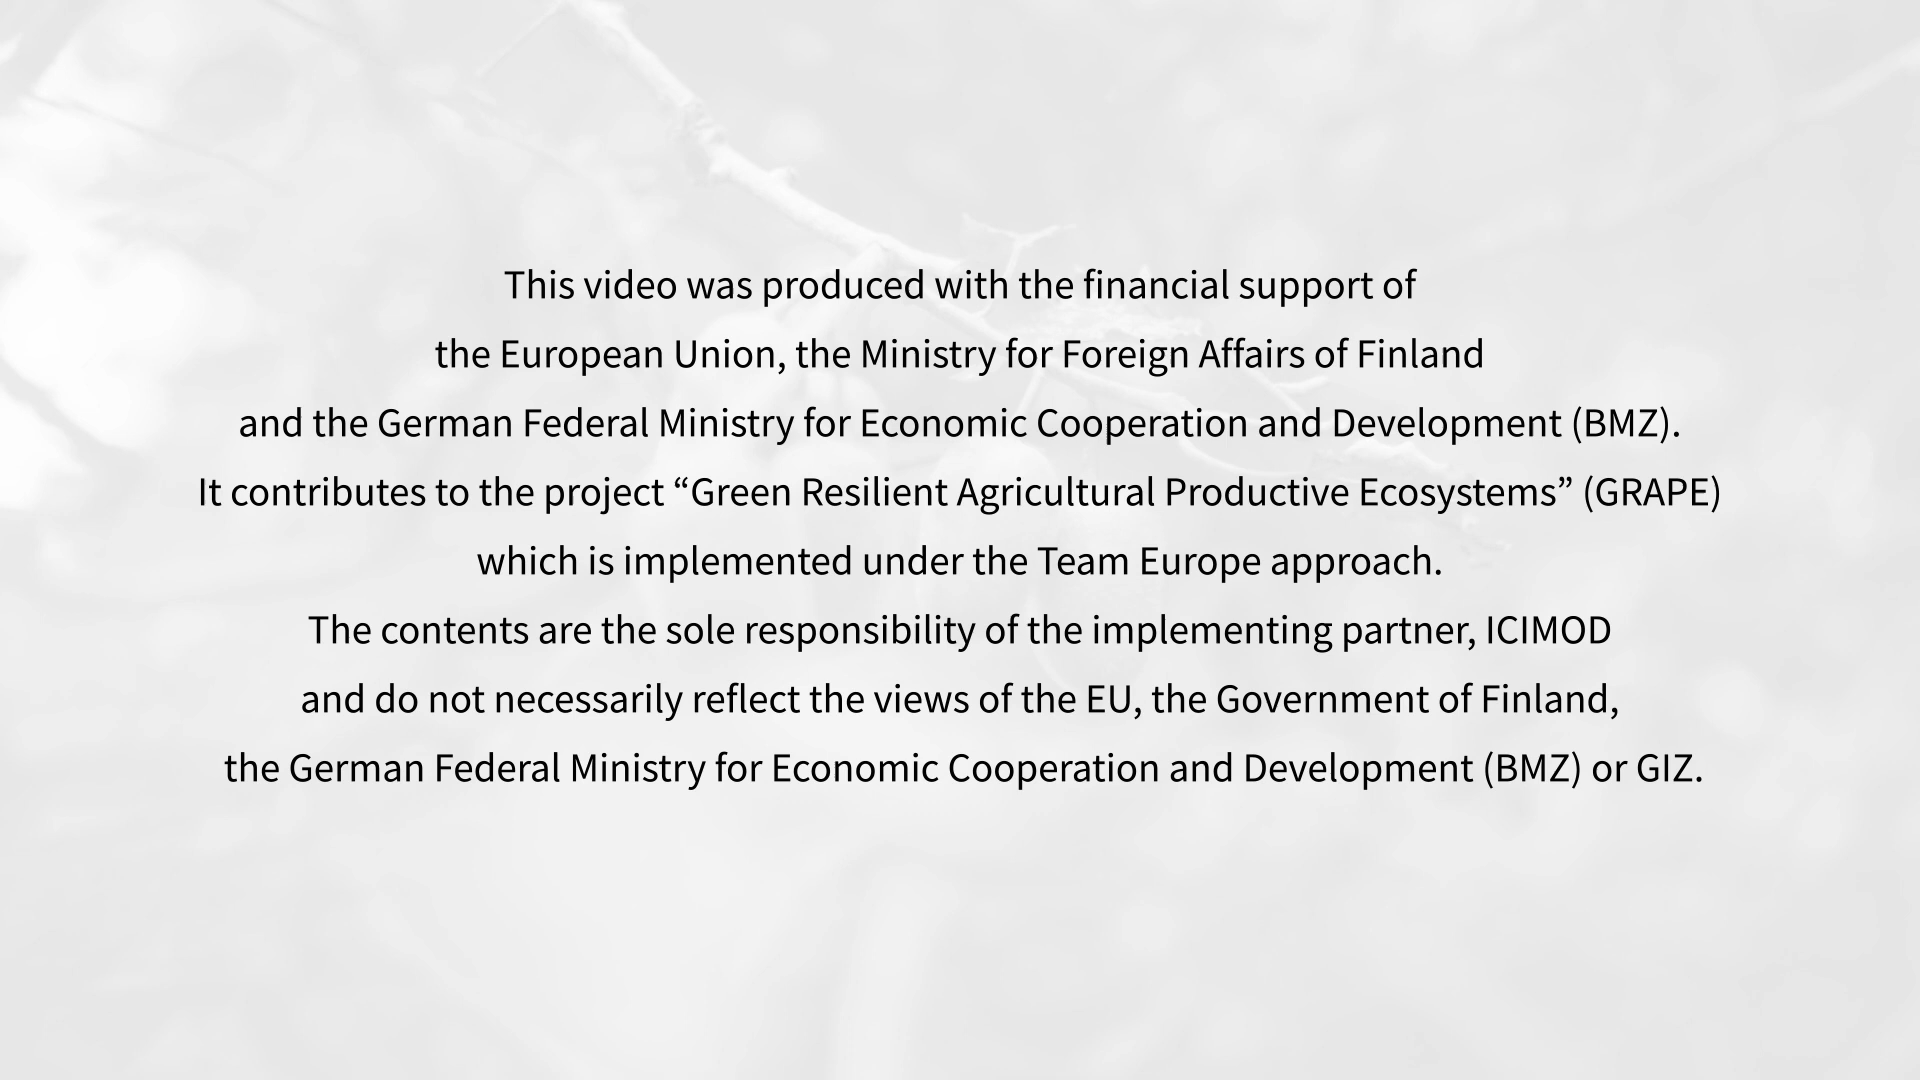 This video was produced with the financial support of
the European Union, the Ministry for Foreign Affairs of Finland
and the German Federal Ministry for Economic Cooperation and Development (BMZ).
It contributes to the project “Green Resilient Agricultural Productive Ecosystems” (GRAPE)
which is implemented under the Team Europe approach.
The contents are the sole responsibility of the implementing partner, ICIMOD
and do not necessarily reflect the views of the EU, the Government of Finland,
the German Federal Ministry for Economic Cooperation and Development (BMZ) or GIZ.